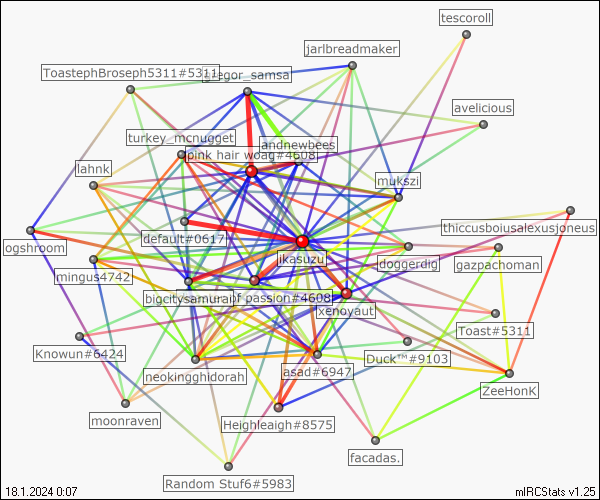 tescoroll
jarlbreadmaker
ToastephBroseph5311#5311
gregor_samsa
avelicious
turkey_mcnugget
andnewbees
pink hair woag#4608
lahnk
mukszi
thiccusboiusalexusjoneus
ogshroom
default#0617
ikasuzu
doggerdig
gazpachoman
mingus4742
bigcitysamurai
of passion#4608
xenoyaut
Toast#5311
Knowun#6424
neokingghidorah
asad#6947
Duck™#9103
ZeeHonK
moonraven
Heighleaigh#8575
facadas.
Random Stuf6#5983
18.1.2024 0:07
mIRCStats v1.25